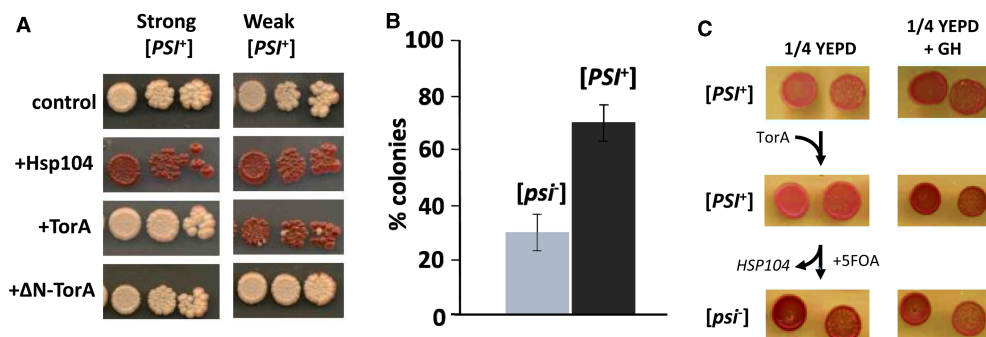 A
Strong
[PSI⁺]
Weak
[PSI⁺]
control
+Hsp104
+TorA
+ΔN-TorA
B
100
80
60
40
20
0
% colonies
[psi⁻]
[PSI⁺]
C
1/4 YEPD
1/4 YEPD
+ GH
[PSI⁺]
TorA
[PSI⁺]
HSP104
+5FOA
[psi⁻]